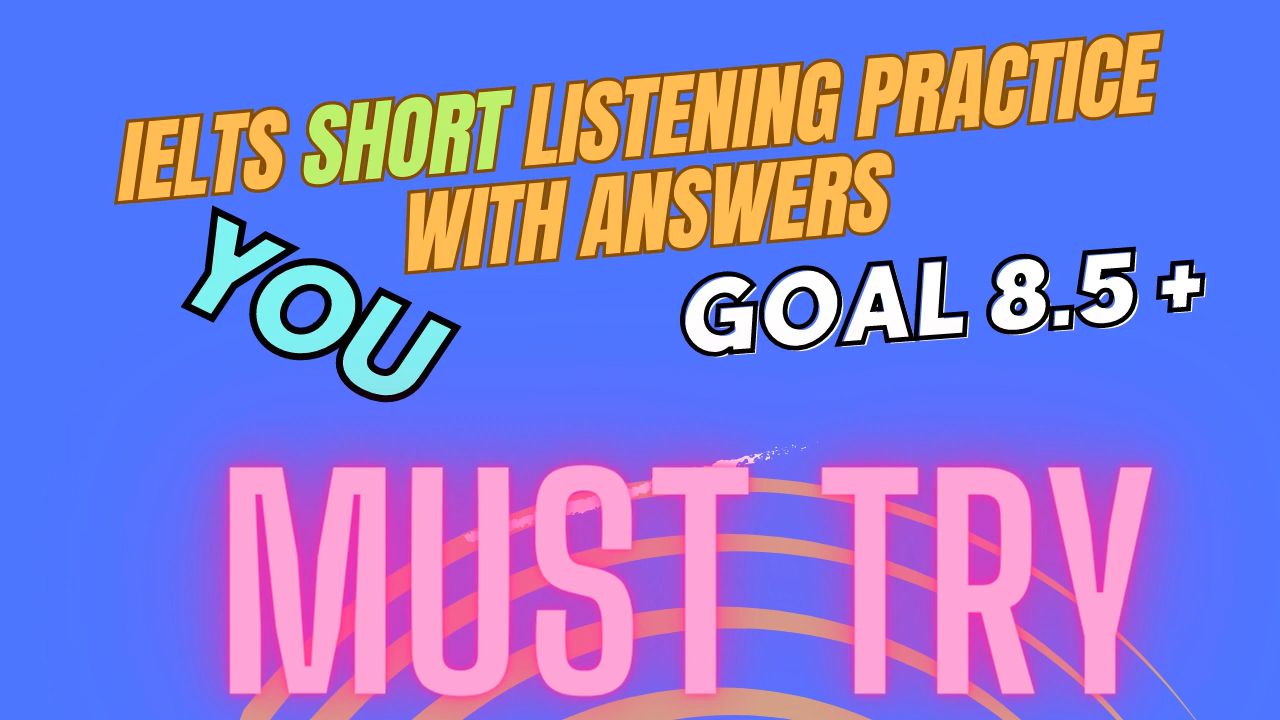 IELTS SHORT LISTENING PRACTICE
WITH ANSWERS
YOU
GOAL 8.5 +
MUST TRY